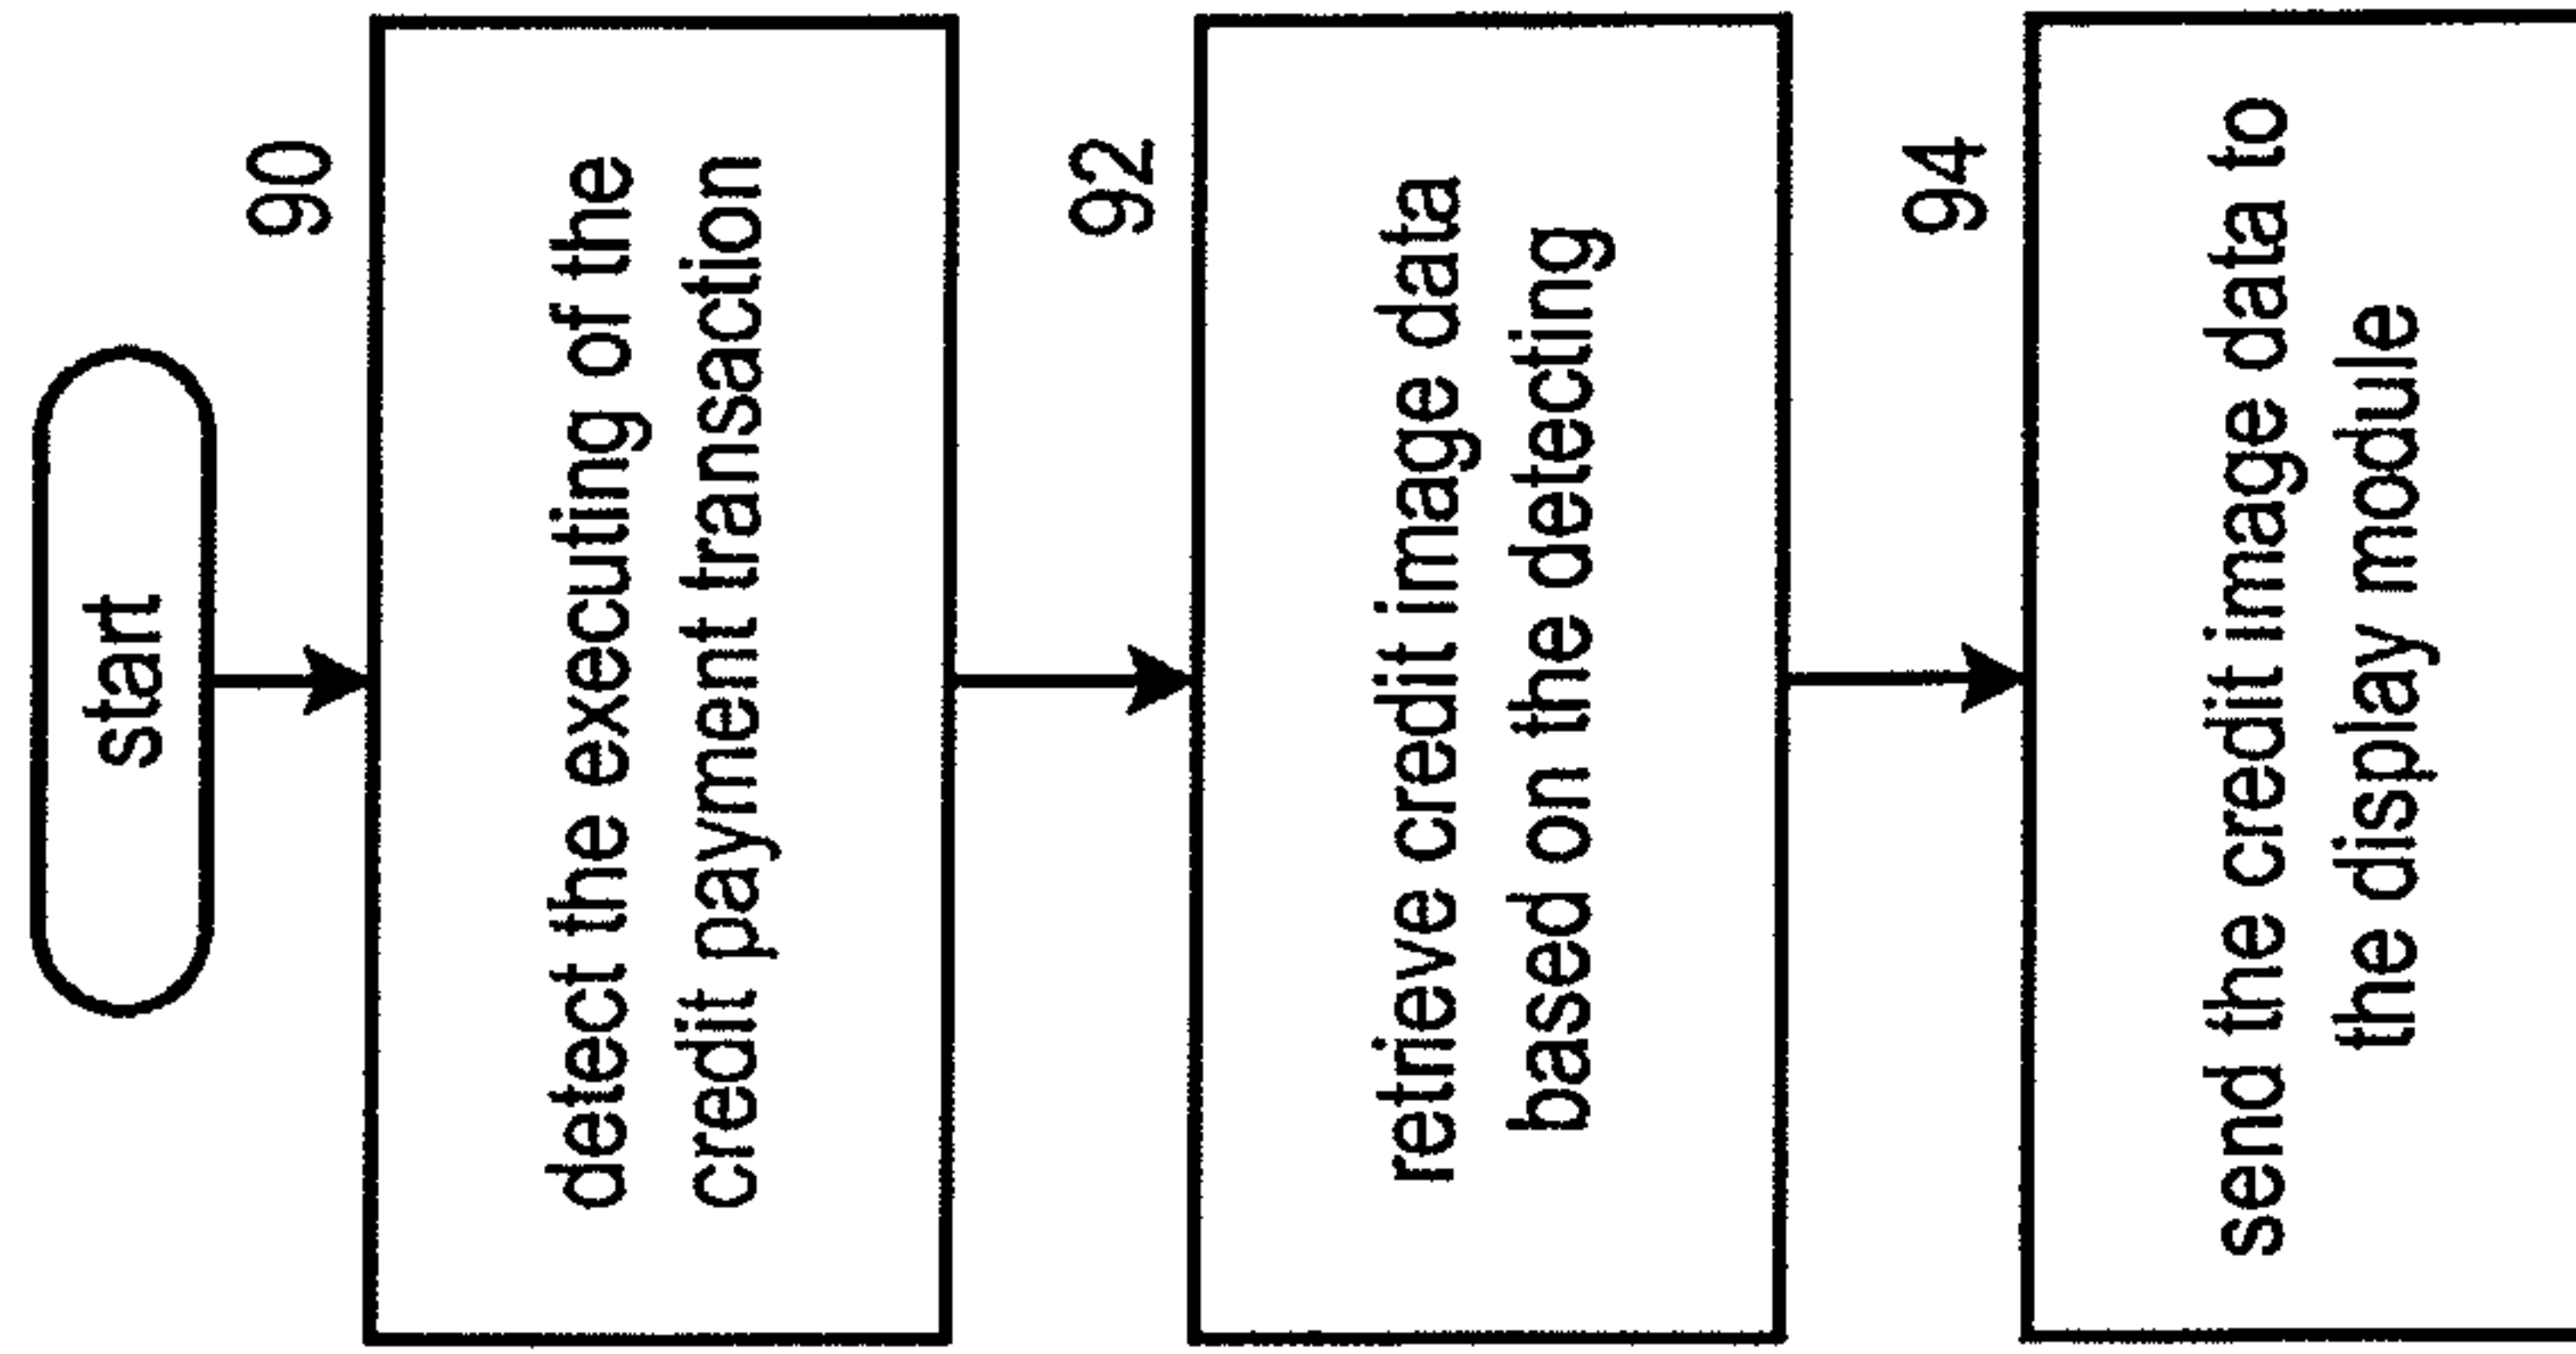 start
90
detect the executing of the
credit payment transaction
92
retrieve credit image data
based on the detecting
94
send the credit image data to
the display module